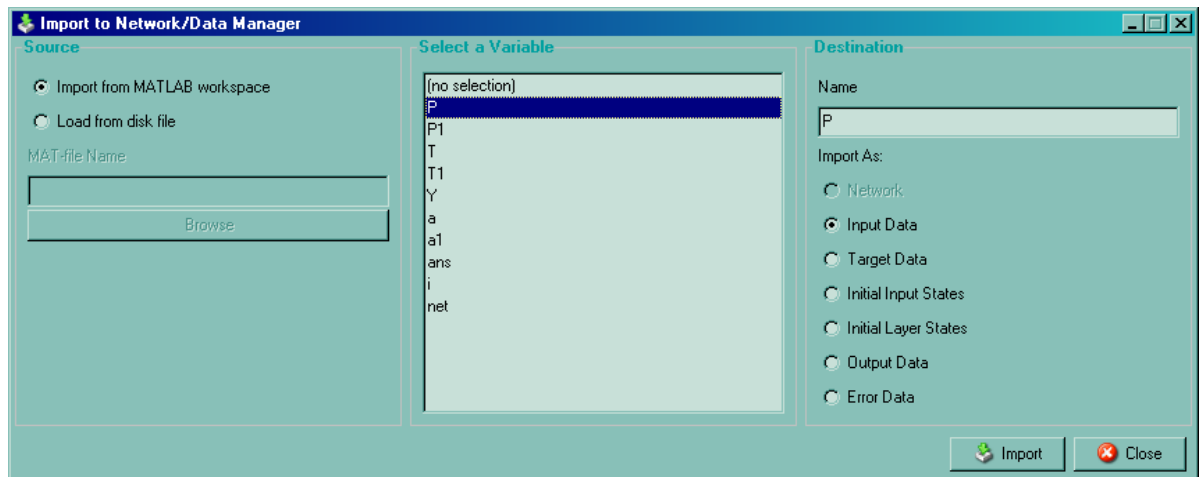 Import to Network/Data Manager
Source
Import from MATLAB workspace
Load from disk file
MAT-file Name
Browse
Select a Variable
(no selection)
P
P1
T
T1
Y
a
a1
ans
i
net
Destination
Name
P
Import As:
Network
Input Data
Target Data
Initial Input States
Initial Layer States
Output Data
Error Data
Import
Close